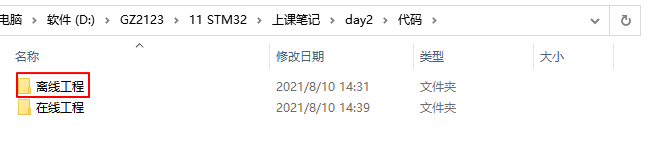 电脑 › 软件 (D:) › GZ2123 › 11 STM32 › 上课笔记 › day2 › 代码 ›
名称 修改日期 类型 大小
离线工程 2021/8/10 14:31 文件夹
在线工程 2021/8/10 14:39 文件夹